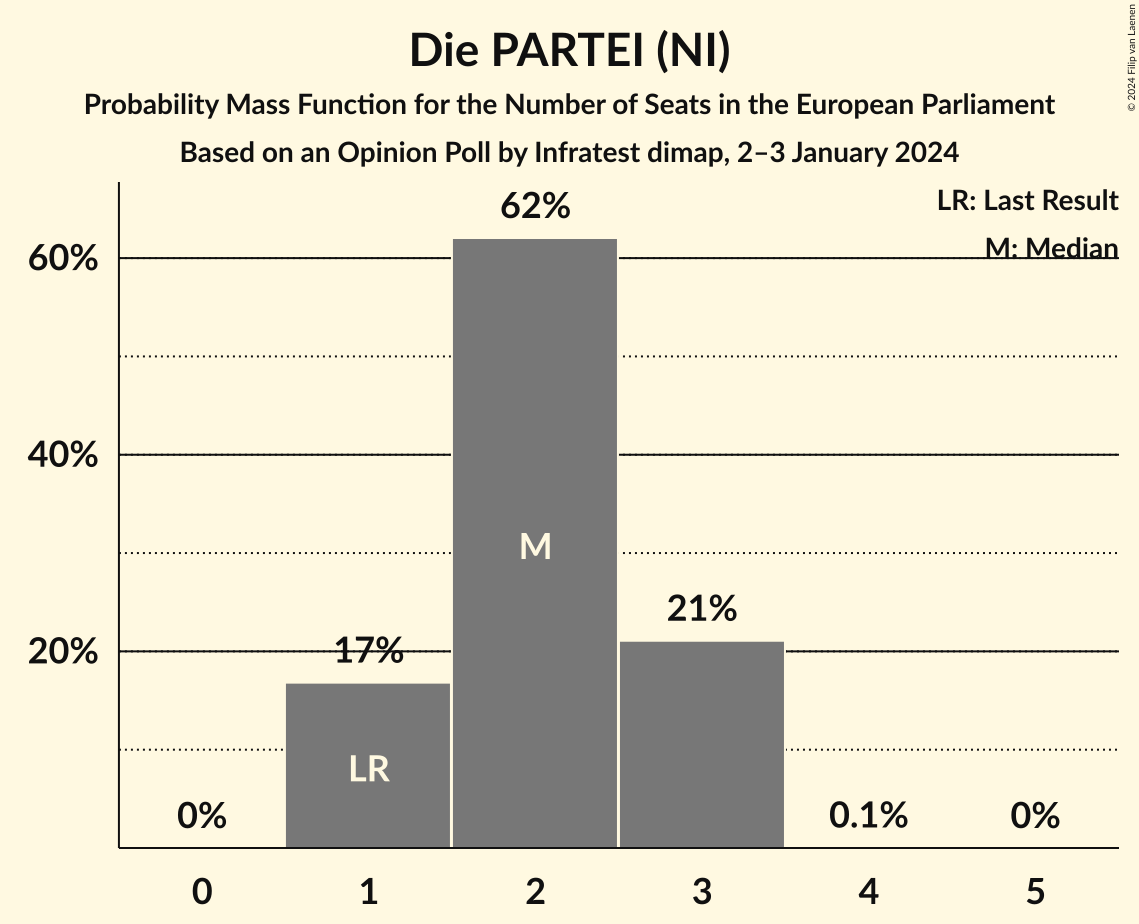 Die PARTEI (NI)
Probability Mass Function for the Number of Seats in the European Parliament
Based on an Opinion Poll by Infratest dimap, 2–3 January 2024
© 2024 Filip van Laenen
LR: Last Result
M: Median
60%
40%
20%
0%
17%
62%
21%
0.1%
0%
LR
M
0 1 2 3 4 5